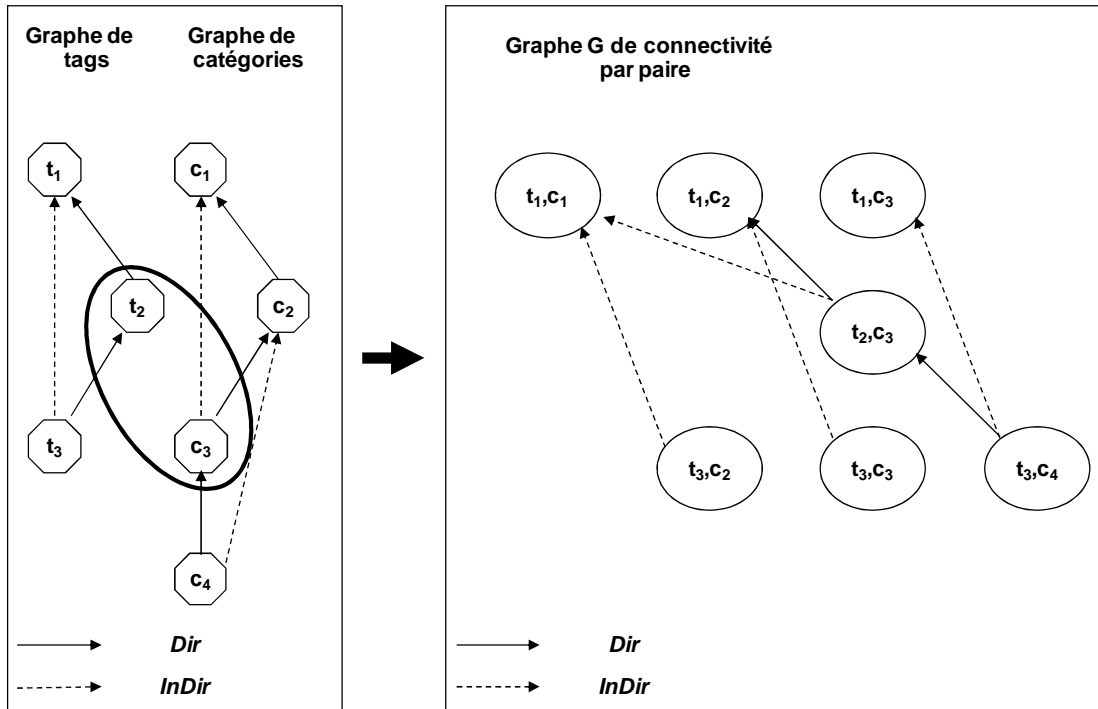 Graphe de
tags
Graphe de
catégories
t1
c1
t2
c2
t3
c3
c4
Dir
InDir
Graphe G de connectivité
par paire
t1,c1
t1,c2
t1,c3
t2,c3
t3,c2
t3,c3
t3,c4
Dir
InDir